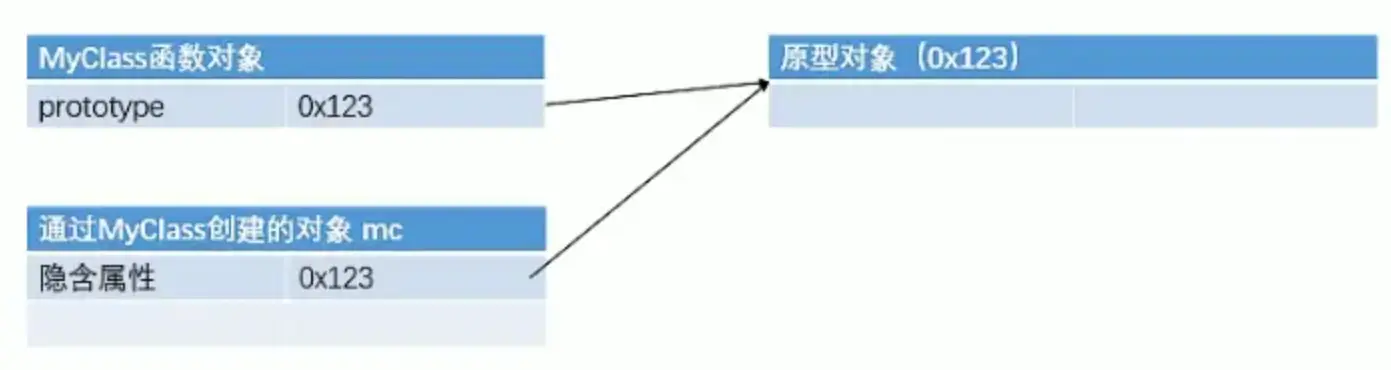 MyClass函数对象
prototype 0x123
原型对象（0x123）
通过MyClass创建的对象 mc
隐含属性 0x123